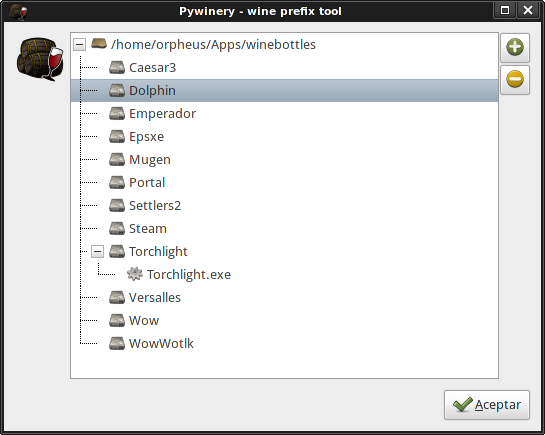 Pywinery - wine prefix tool
/home/orpheus/Apps/winebottles
Caesar3
Dolphin
Emperador
Epsxe
Mugen
Portal
Settlers2
Steam
Torchlight
Torchlight.exe
Versalles
Wow
WowWotlk
Aceptar